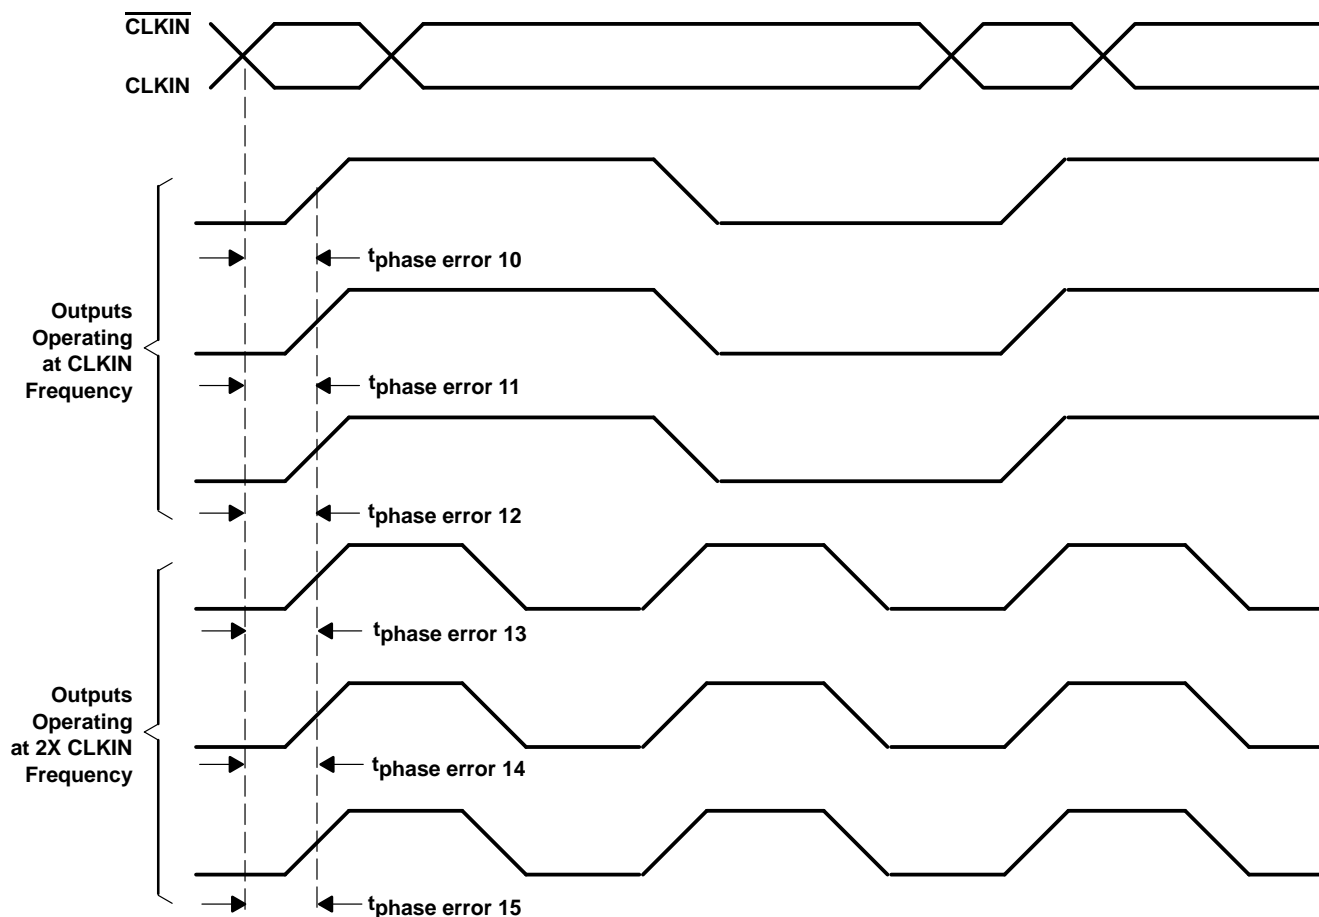 CLKIN
CLKIN
tphase error 10
Outputs
Operating
at CLKIN
Frequency
tphase error 11
tphase error 12
tphase error 13
Outputs
Operating
at 2X CLKIN
Frequency
tphase error 14
tphase error 15